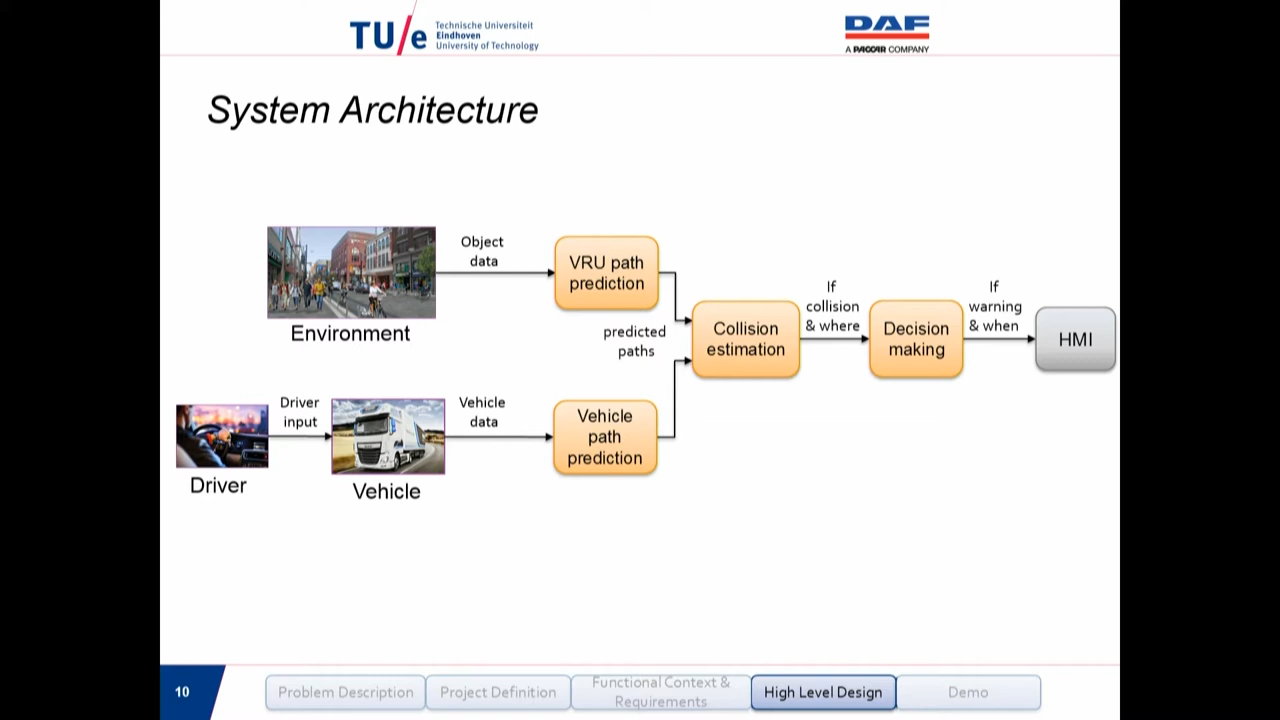 TU/e
Technische Universiteit
Eindhoven
University of Technology
DAF
A PACCAR COMPANY
System Architecture
Object
data
VRU path
prediction
Environment
predicted
paths
Collision
estimation
If
collision
& where
Decision
making
If
warning
& when
HMI
Driver
input
Vehicle
data
Vehicle
path
prediction
Driver
Vehicle
10
Problem Description
Project Definition
Functional Context &
Requirements
High Level Design
Demo